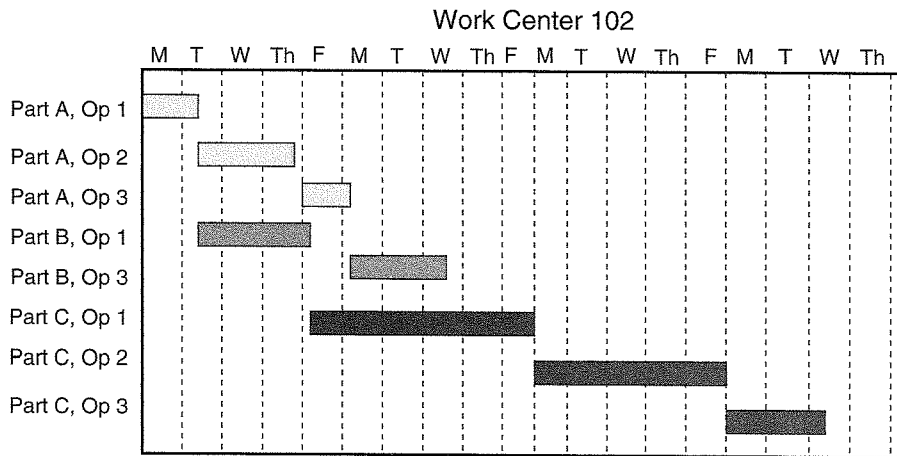 Work Center 102
M T W Th F M T W Th F M T W Th F M T W Th
Part A, Op 1
Part A, Op 2
Part A, Op 3
Part B, Op 1
Part B, Op 3
Part C, Op 1
Part C, Op 2
Part C, Op 3